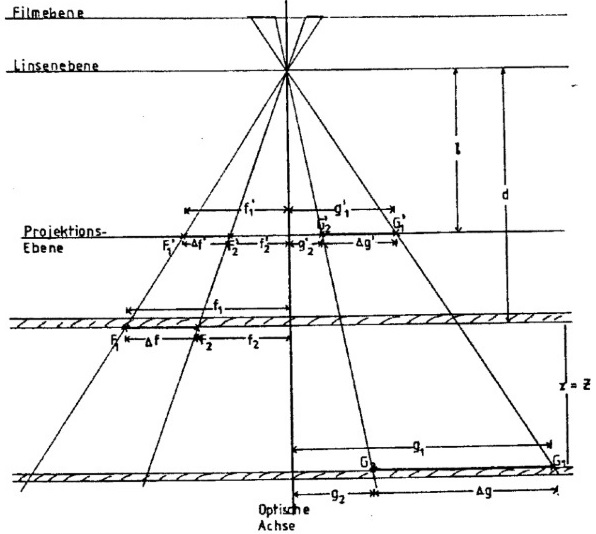 Filmebene
Linsenebene
l
d
f₁' g₁'
Projektions-
Ebene
G₂' G₁'
F₁' Δf' F₂' f₂' g₂' Δg'
f₁
F₁ Δf F₂ f₂
z = Z
g₁
G G₁
g₂ Δg
Optische
Achse